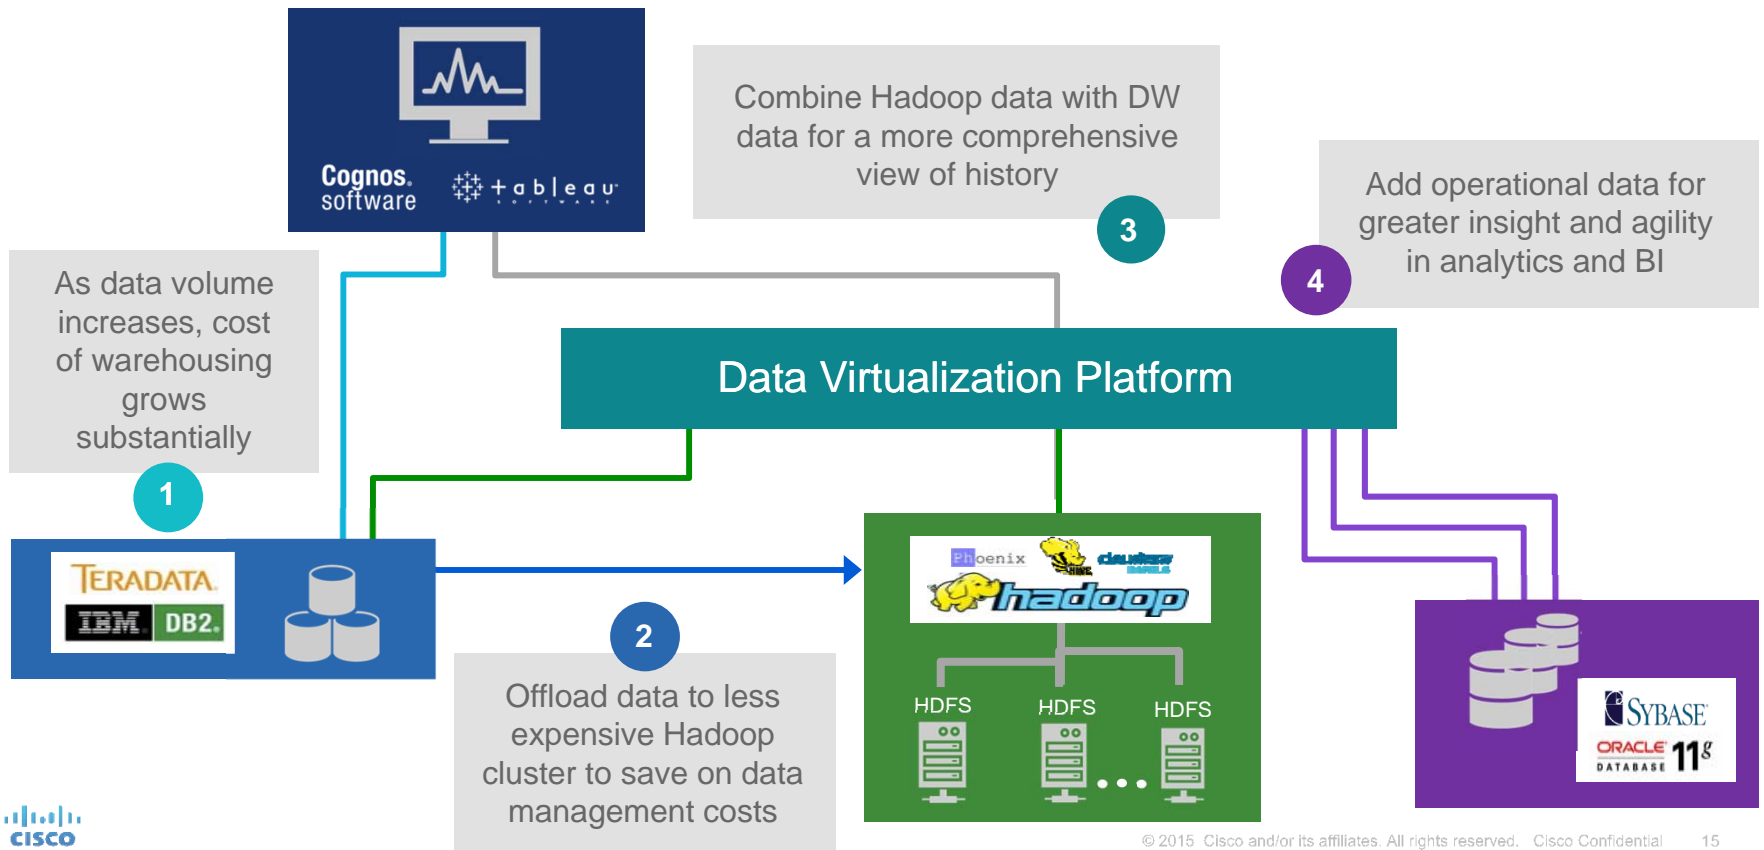 Cognos.
software
+ a b l e a u
S O F T W A R E
Combine Hadoop data with DW
data for a more comprehensive
view of history
3
Add operational data for
greater insight and agility
in analytics and BI
4
As data volume
increases, cost
of warehousing
grows
substantially
1
Data Virtualization Platform
TERADATA.
IBM. DB2.
Phoenix
HIVE
hadoop
2
Offload data to less
expensive Hadoop
cluster to save on data
management costs
HDFS
HDFS
HDFS
...
SYBASE
ORACLE 11g
DATABASE
CISCO
© 2015 Cisco and/or its affiliates. All rights reserved. Cisco Confidential 15